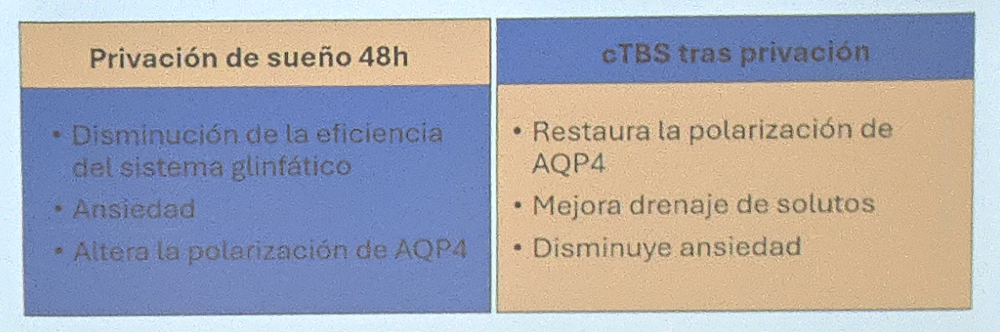 Privación de sueño 48h
• Disminución de la eficiencia
del sistema glinfático
• Ansiedad
• Altera la polarización de AQP4
cTBS tras privación
• Restaura la polarización de
AQP4
• Mejora drenaje de solutos
• Disminuye ansiedad